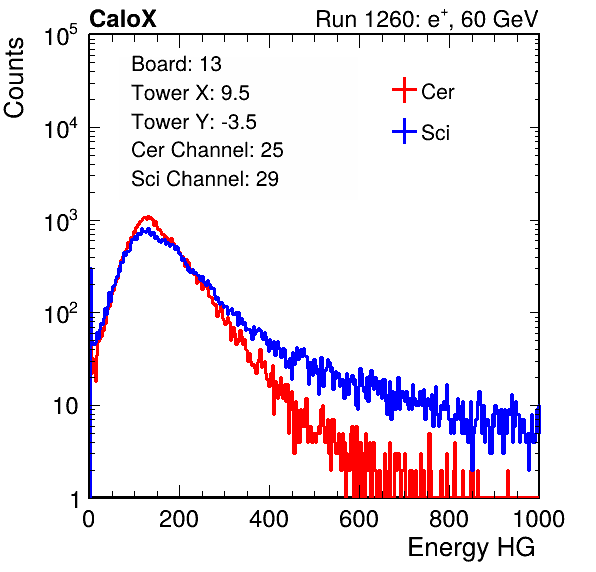 CaloX Run 1260: e⁺, 60 GeV
Counts
10⁵
10⁴
10³
10²
10
1
Board: 13
Tower X: 9.5
Tower Y: -3.5
Cer Channel: 25
Sci Channel: 29
Cer
Sci
0 200 400 600 800 1000
Energy HG